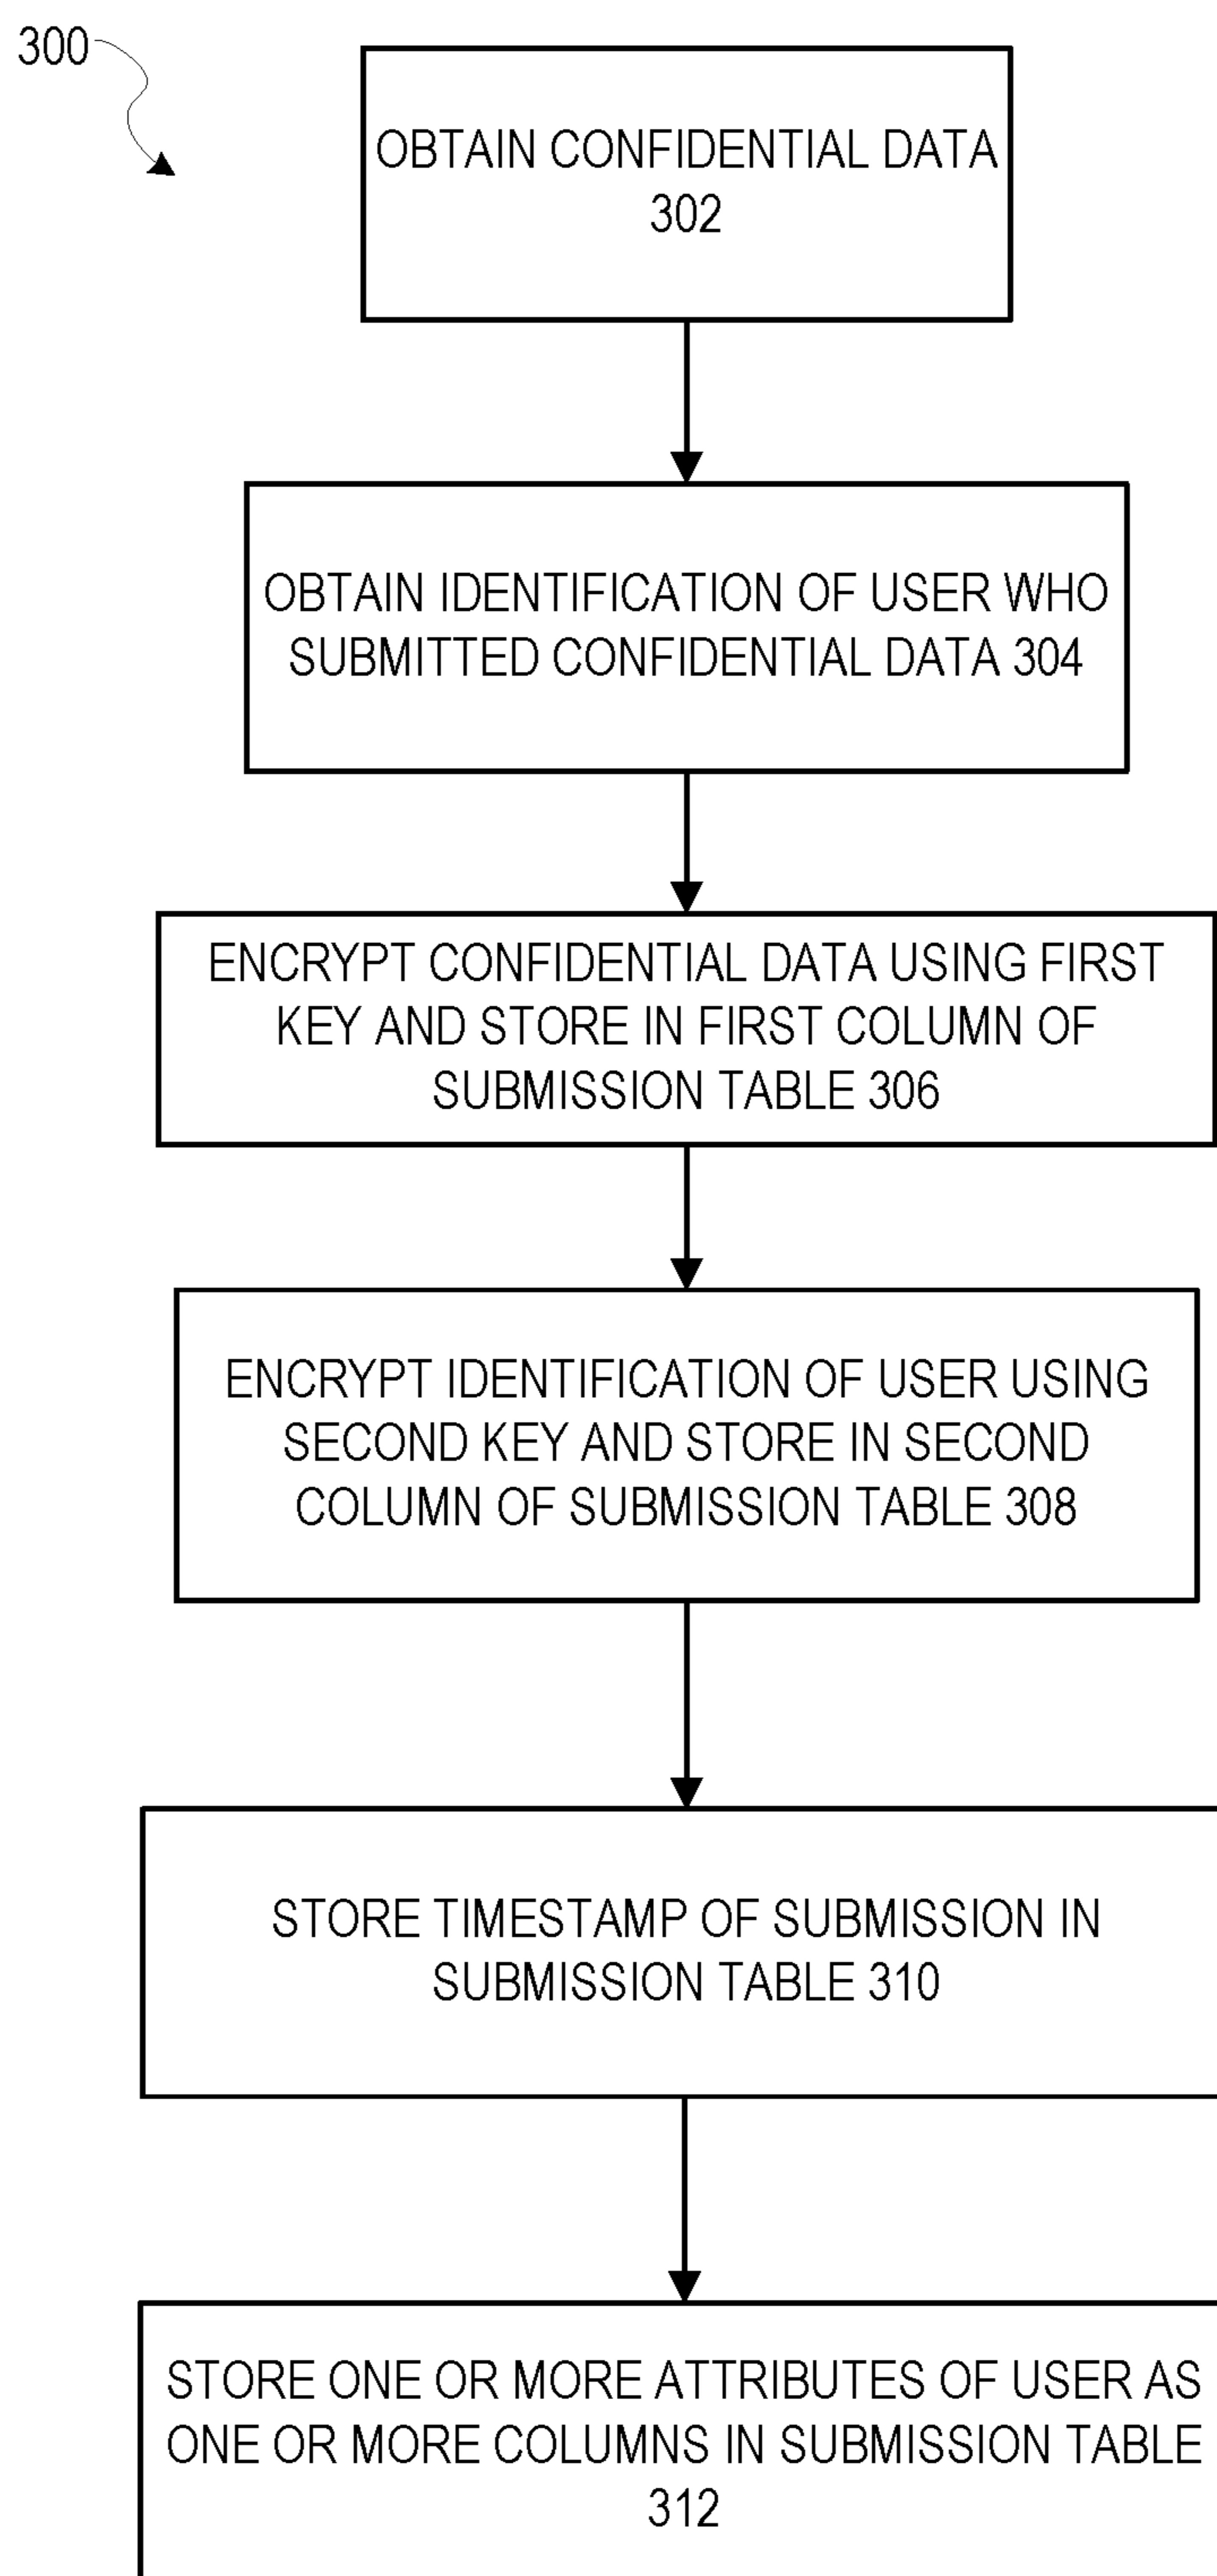 300
OBTAIN CONFIDENTIAL DATA
302
OBTAIN IDENTIFICATION OF USER WHO
SUBMITTED CONFIDENTIAL DATA 304
ENCRYPT CONFIDENTIAL DATA USING FIRST
KEY AND STORE IN FIRST COLUMN OF
SUBMISSION TABLE 306
ENCRYPT IDENTIFICATION OF USER USING
SECOND KEY AND STORE IN SECOND
COLUMN OF SUBMISSION TABLE 308
STORE TIMESTAMP OF SUBMISSION IN
SUBMISSION TABLE 310
STORE ONE OR MORE ATTRIBUTES OF USER AS
ONE OR MORE COLUMNS IN SUBMISSION TABLE
312